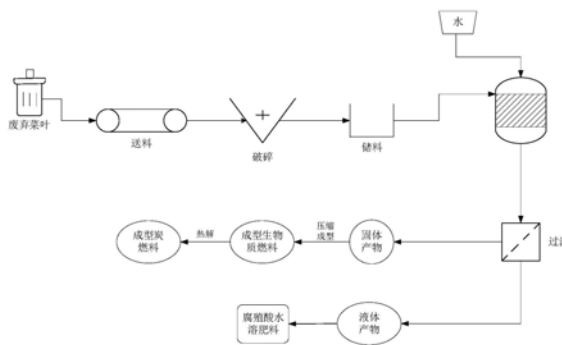 水
废弃菜叶
送料
破碎
储料
成型炭
燃料
热解
成型生物
质燃料
压缩
成型
固体
产物
过
腐殖酸水
溶肥料
液体
产物